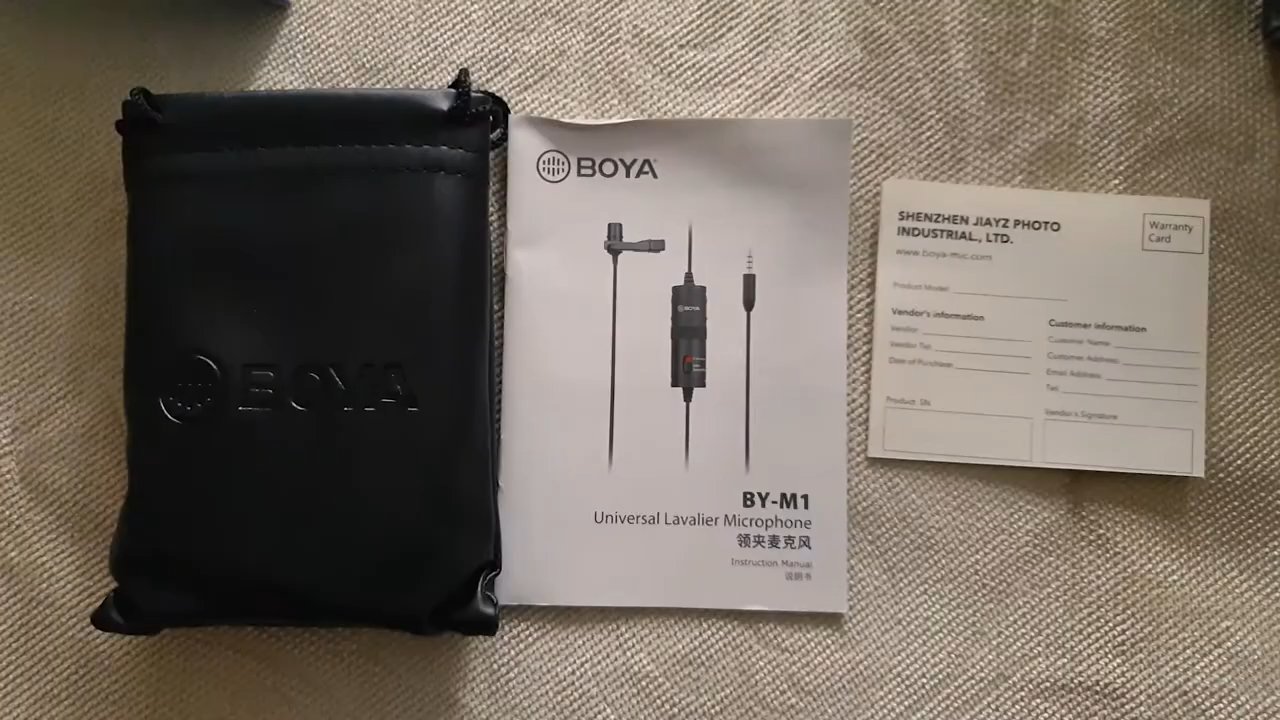 BOYA
BOYA
BOYA
BY-M1
Universal Lavalier Microphone
领夹麦克风
Instruction Manual
说明书
SHENZHEN JIAYZ PHOTO
INDUSTRIAL., LTD.
www.boya-mic.com
Warranty
Card
Product Model:
Vendor's information
Vendor:
Vendor Tel:
Date of Purchase:
Product SN:
Customer information
Customer Name:
Customer Address:
Email Address:
Tel:
Vendor's Signature